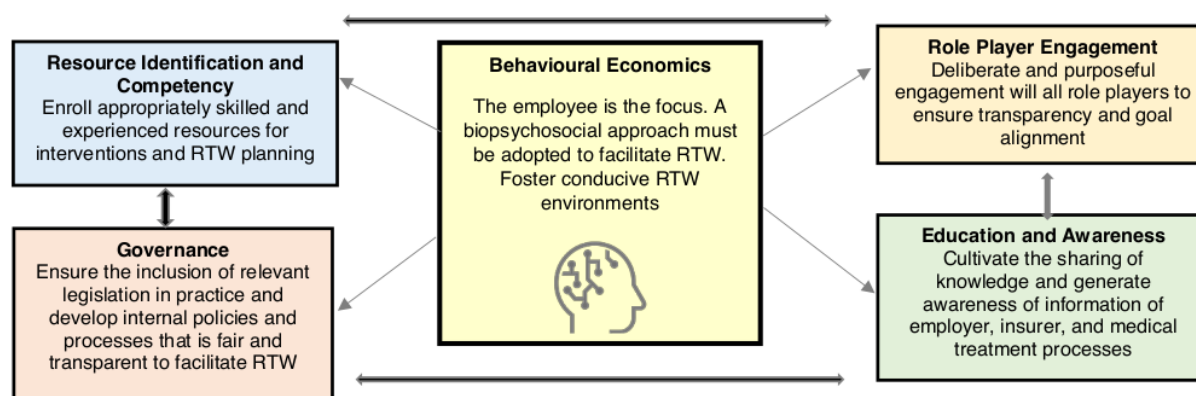 Resource Identification and
Competency
Enroll appropriately skilled and
experienced resources for
interventions and RTW planning
Governance
Ensure the inclusion of relevant
legislation in practice and
develop internal policies and
processes that is fair and
transparent to facilitate RTW
Behavioural Economics
The employee is the focus. A
biopsychosocial approach must
be adopted to facilitate RTW.
Foster conducive RTW
environments
Role Player Engagement
Deliberate and purposeful
engagement will all role players to
ensure transparency and goal
alignment
Education and Awareness
Cultivate the sharing of
knowledge and generate
awareness of information of
employer, insurer, and medical
treatment processes